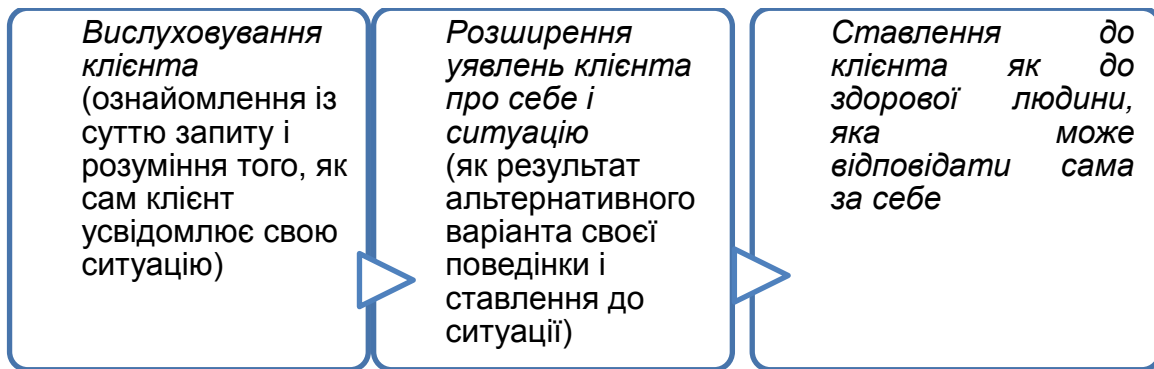 Вислуховування
клієнта
(ознайомлення із
суттю запиту і
розуміння того, як
сам клієнт
усвідомлює свою
ситуацію)
Розширення
уявлень клієнта
про себе і
ситуацію
(як результат
альтернативного
варіанта своєї
поведінки і
ставлення до
ситуації)
Ставлення до
клієнта як до
здорової людини,
яка може
відповідати сама
за себе